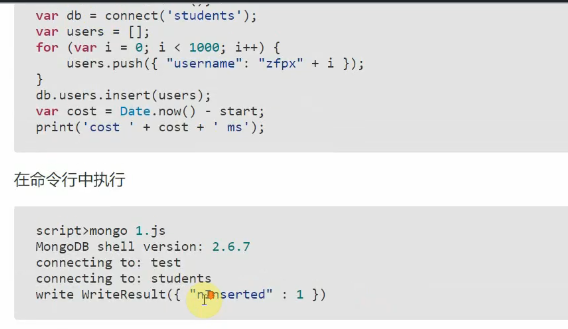 var db = connect('students');
var users = [];
for (var i = 0; i < 1000; i++) {
users.push({ "username": "zfpx" + i });
}
db.users.insert(users);
var cost = Date.now() - start;
print('cost ' + cost + ' ms');
在命令行中执行
script>mongo 1.js
MongoDB shell version: 2.6.7
connecting to: test
connecting to: students
write WriteResult({ "nInserted" : 1 })